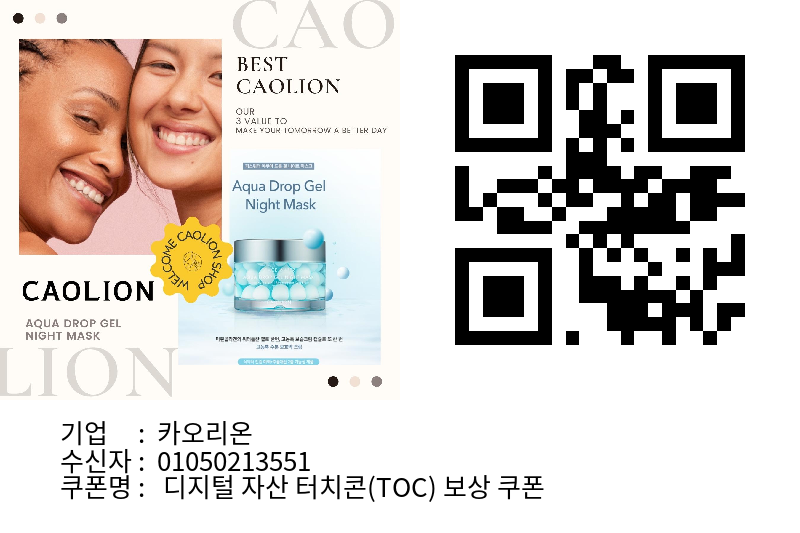 CAO
BEST
CAOLION
OUR
3 VALUE TO
MAKE YOUR TOMORROW A BETTER DAY
Aqua Drop Gel
Night Mask
WELCOME CAOLION SHOP
CAOLION
AQUA DROP GEL
NIGHT MASK
LION
기업 : 카오리온
수신자 : 01050213551
쿠폰명 : 디지털 자산 터치콘(TOC) 보상 쿠폰